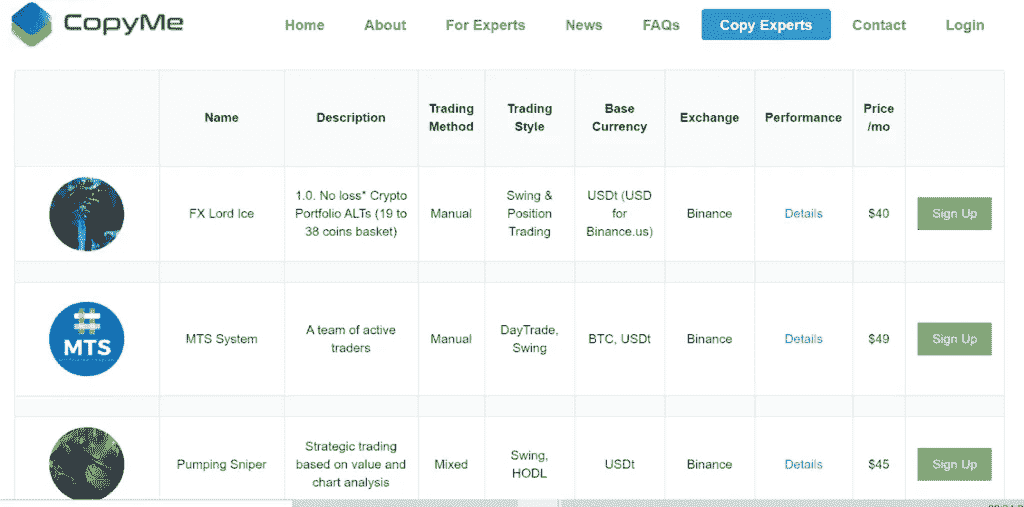 CopyMe
Home About For Experts News FAQs Copy Experts Contact Login
Name Description Trading Method Trading Style Base Currency Exchange Performance Price /mo
FX Lord Ice
1.0. No loss* Crypto
Portfolio ALTs (19 to
38 coins basket)
Manual
Swing &
Position
Trading
USDt (USD
for
Binance.us)
Binance
Details
$40
Sign Up
#
MTS
MTS System
A team of active
traders
Manual
DayTrade,
Swing
BTC, USDt
Binance
Details
$49
Sign Up
Pumping Sniper
Strategic trading
based on value and
chart analysis
Mixed
Swing,
HODL
USDt
Binance
Details
$45
Sign Up